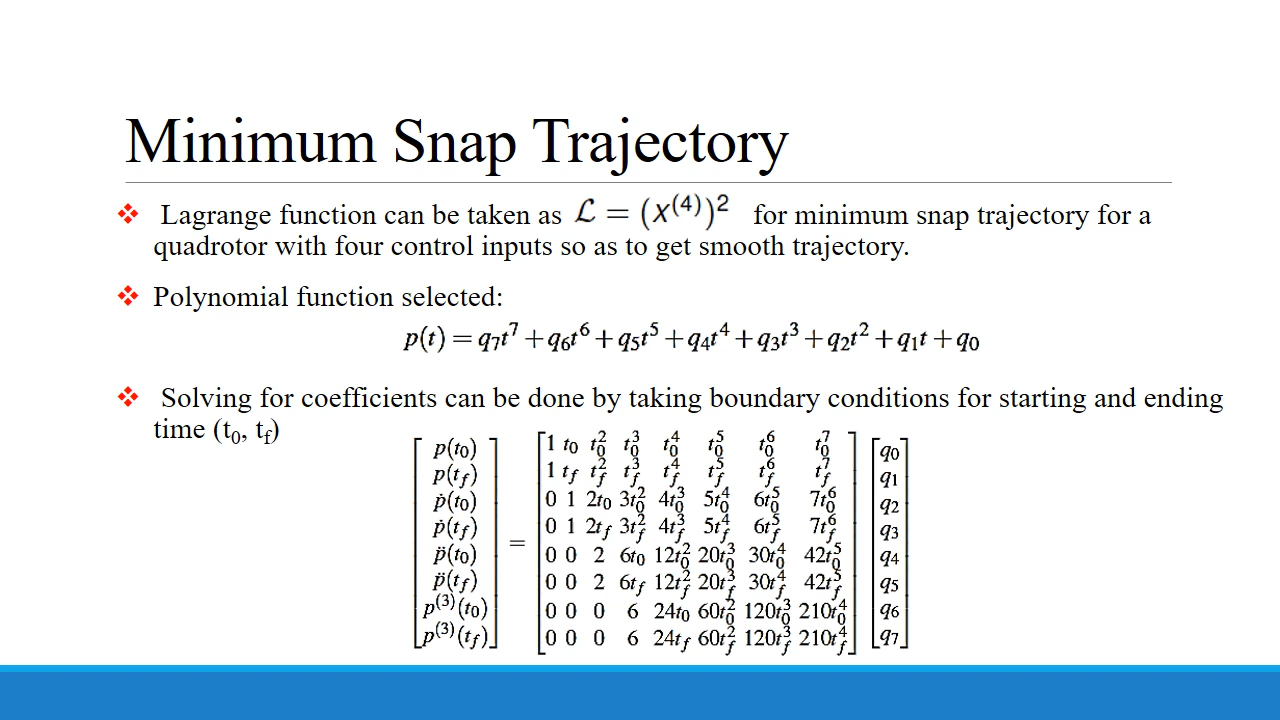 Minimum Snap Trajectory
❖ Lagrange function can be taken as ℒ = (x⁽⁴⁾)² for minimum snap trajectory for a
quadrotor with four control inputs so as to get smooth trajectory.
❖ Polynomial function selected:
p(t) = q₇t⁷ + q₆t⁶ + q₅t⁵ + q₄t⁴ + q₃t³ + q₂t² + q₁t + q₀
❖ Solving for coefficients can be done by taking boundary conditions for starting and ending
time (t₀, t_f)
[p(t₀)] [1 t₀ t₀² t₀³ t₀⁴ t₀⁵ t₀⁶ t₀⁷] [q₀]
[p(t_f)] [1 t_f t_f² t_f³ t_f⁴ t_f⁵ t_f⁶ t_f⁷] [q₁]
[ṗ(t₀)] [0 1 2t₀ 3t₀² 4t₀³ 5t₀⁴ 6t₀⁵ 7t₀⁶] [q₂]
[ṗ(t_f)] [0 1 2t_f 3t_f² 4t_f³ 5t_f⁴ 6t_f⁵ 7t_f⁶] [q₃]
[p̈(t₀)] = [0 0 2 6t₀ 12t₀² 20t₀³ 30t₀⁴ 42t₀⁵] [q₄]
[p̈(t_f)] [0 0 2 6t_f 12t_f² 20t_f³ 30t_f⁴ 42t_f⁵] [q₅]
[p⁽³⁾(t₀)] [0 0 0 6 24t₀ 60t₀² 120t₀³ 210t₀⁴] [q₆]
[p⁽³⁾(t_f)] [0 0 0 6 24t_f 60t_f² 120t_f³ 210t_f⁴] [q₇]